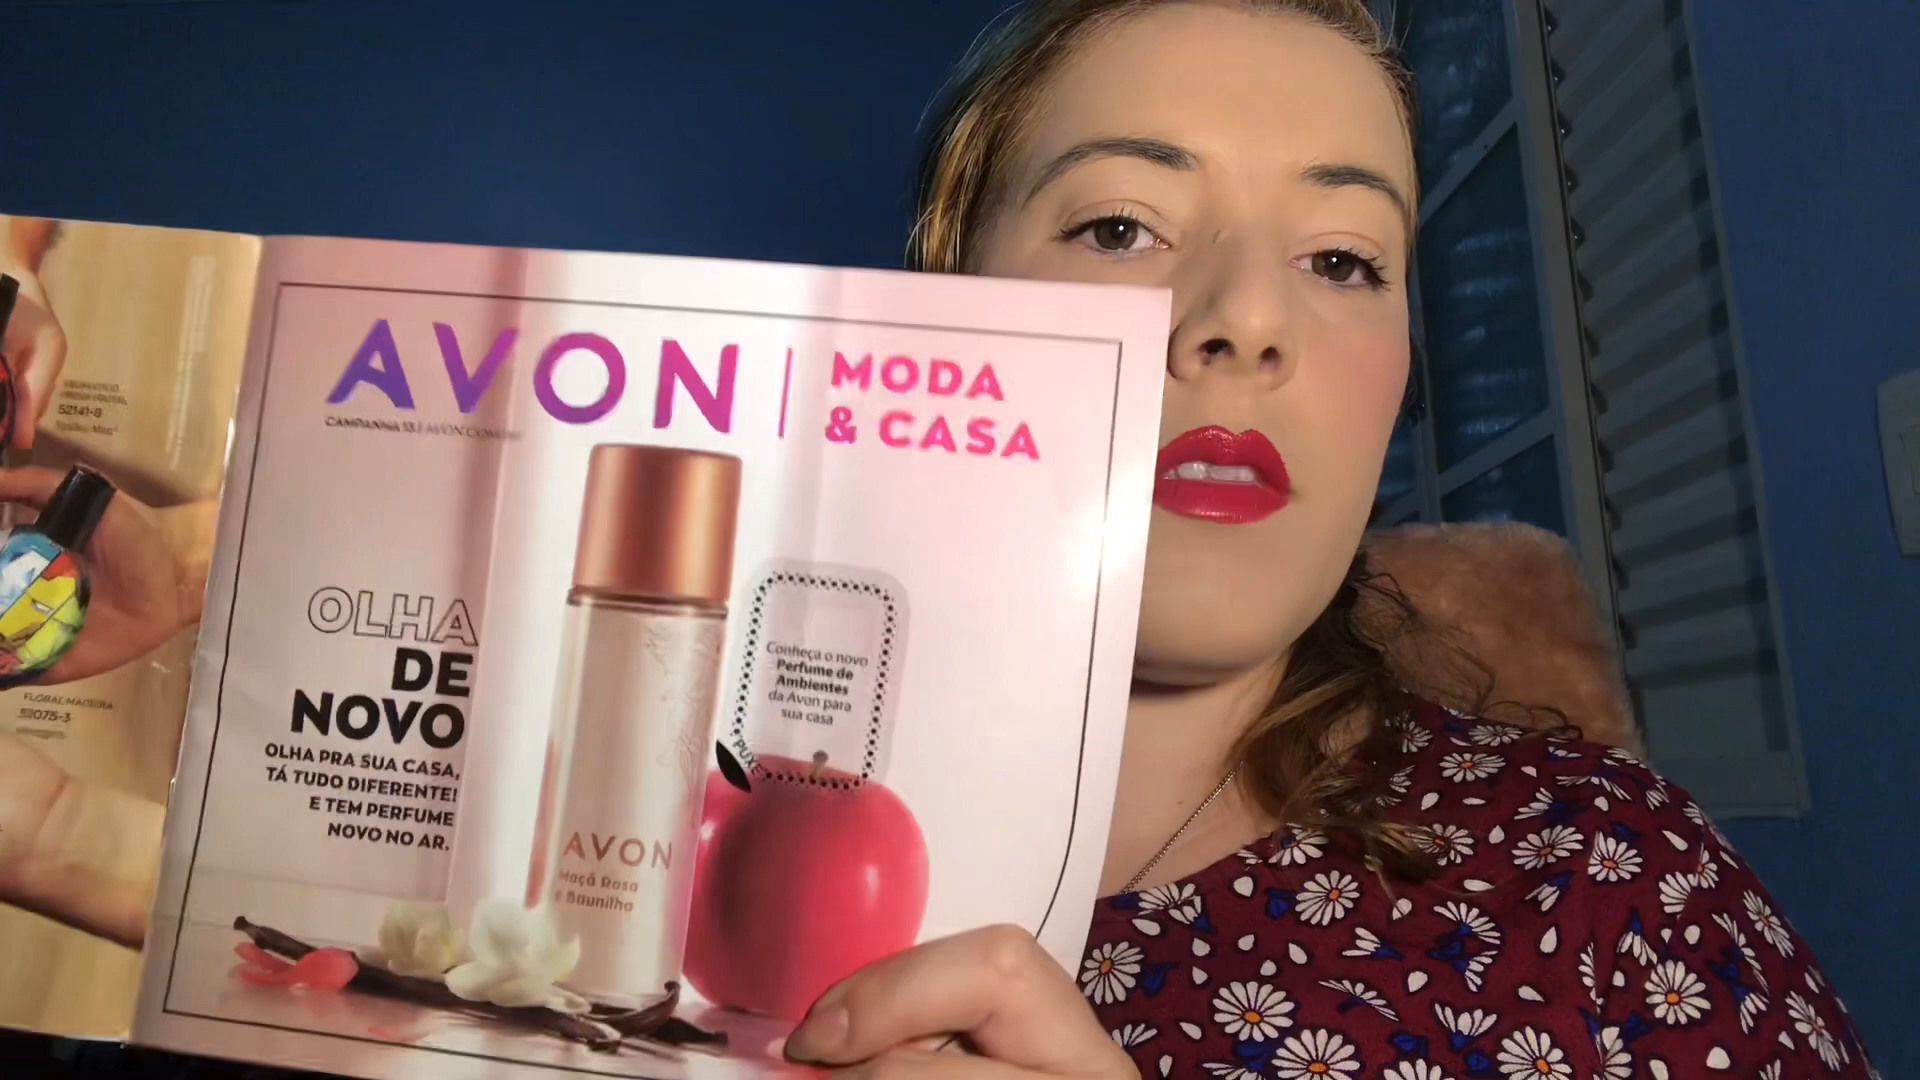 AVON
MODA
& CASA
CAMPANHA 13 |
OLHA
DE
NOVO
OLHA PRA SUA CASA,
TÁ TUDO DIFERENTE!
E TEM PERFUME
NOVO NO AR.
Conheça o novo
Perfume de
Ambientes
da Avon para
sua casa
PUXE
AVON
Maçã Rosa
e Baunilha
52141-8
FLORAL MADEIRA
075-3